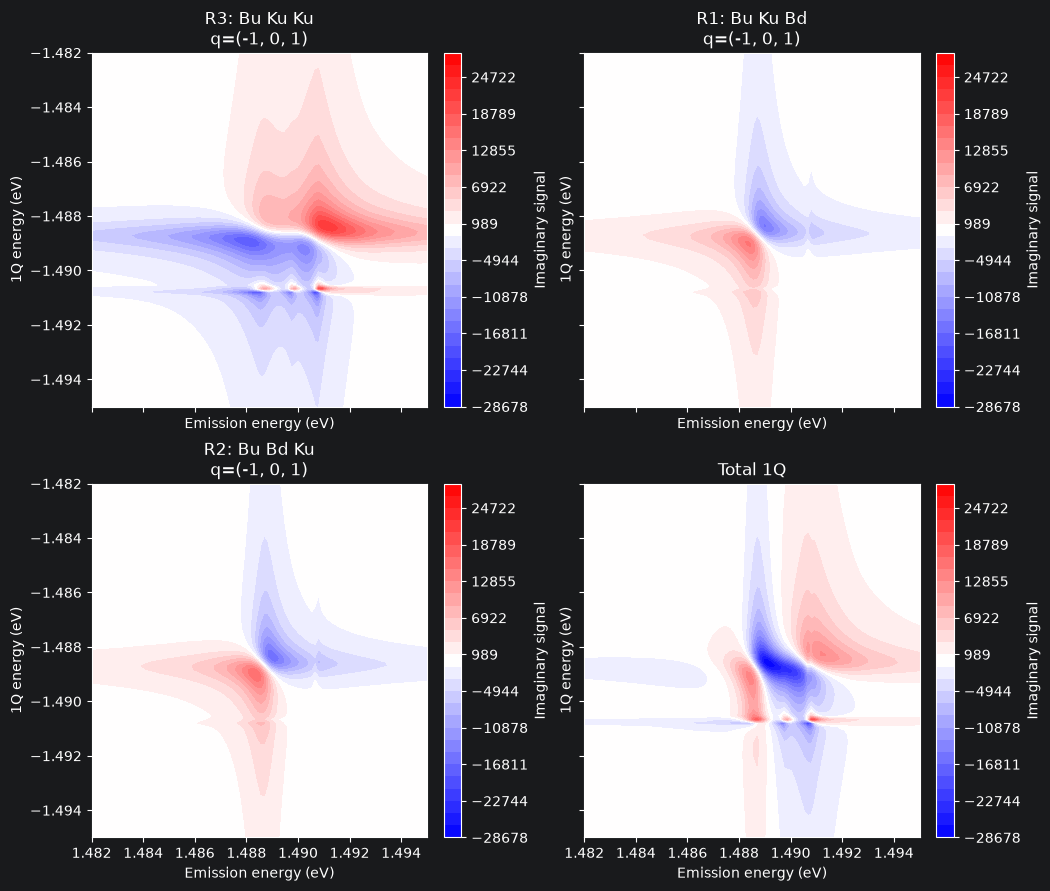 R3: Bu Ku Ku
q=(-1, 0, 1)
−1.482
−1.484
−1.486
−1.488
−1.490
−1.492
−1.494
1Q energy (eV)
Emission energy (eV)
24722
18789
12855
6922
989
−4944
−10878
−16811
−22744
−28678
Imaginary signal
R1: Bu Ku Bd
q=(-1, 0, 1)
1Q energy (eV)
Emission energy (eV)
24722
18789
12855
6922
989
−4944
−10878
−16811
−22744
−28678
Imaginary signal
R2: Bu Bd Ku
q=(-1, 0, 1)
−1.482
−1.484
−1.486
−1.488
−1.490
−1.492
−1.494
1Q energy (eV)
1.482 1.484 1.486 1.488 1.490 1.492 1.494
Emission energy (eV)
24722
18789
12855
6922
989
−4944
−10878
−16811
−22744
−28678
Imaginary signal
Total 1Q
1Q energy (eV)
1.482 1.484 1.486 1.488 1.490 1.492 1.494
Emission energy (eV)
24722
18789
12855
6922
989
−4944
−10878
−16811
−22744
−28678
Imaginary signal